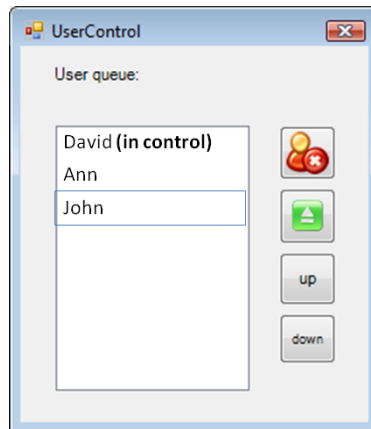 UserControl
User queue:
David (in control)
Ann
John
up
down